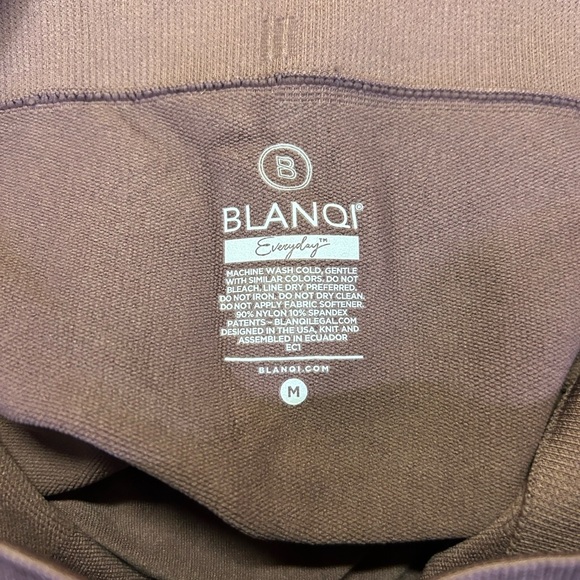 B
BLANQI®
Everyday™
MACHINE WASH COLD, GENTLE
WITH SIMILAR COLORS. DO NOT
BLEACH. LINE DRY PREFERRED.
DO NOT IRON. DO NOT DRY CLEAN.
DO NOT APPLY FABRIC SOFTENER.
90% NYLON 10% SPANDEX
PATENTS – BLANQILEGAL.COM
DESIGNED IN THE USA, KNIT AND
ASSEMBLED IN ECUADOR
EC1
BLANQI.COM
M